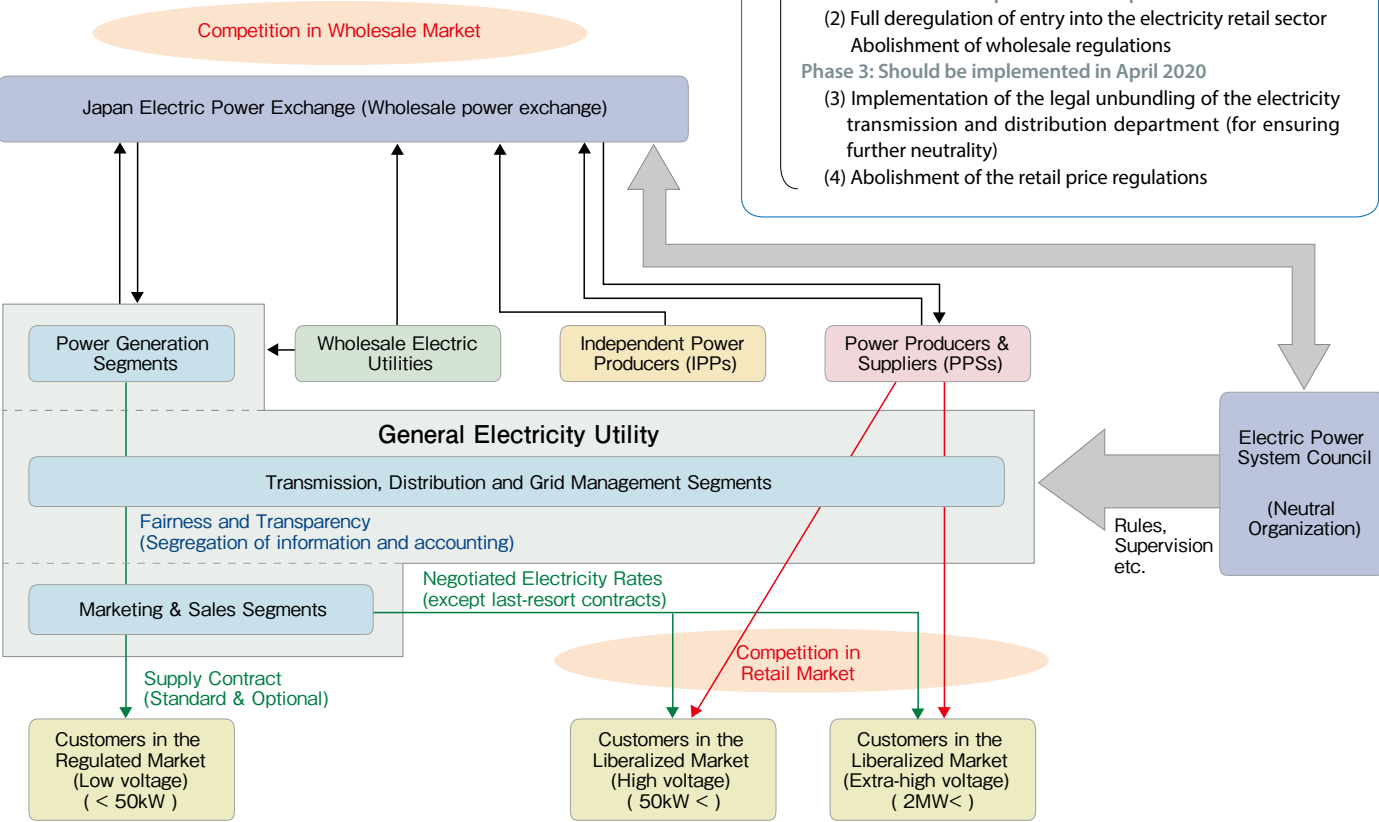 Competition in Wholesale Market
Japan Electric Power Exchange (Wholesale power exchange)
(2) Full deregulation of entry into the electricity retail sector
Abolishment of wholesale regulations
Phase 3: Should be implemented in April 2020
(3) Implementation of the legal unbundling of the electricity
transmission and distribution department (for ensuring
further neutrality)
(4) Abolishment of the retail price regulations
Power Generation
Segments
Wholesale Electric
Utilities
Independent Power
Producers (IPPs)
Power Producers &
Suppliers (PPSs)
General Electricity Utility
Transmission, Distribution and Grid Management Segments
Fairness and Transparency
(Segregation of information and accounting)
Electric Power
System Council
(Neutral
Organization)
Rules,
Supervision
etc.
Marketing & Sales Segments
Negotiated Electricity Rates
(except last-resort contracts)
Competition in
Retail Market
Supply Contract
(Standard & Optional)
Customers in the
Regulated Market
(Low voltage)
( < 50kW )
Customers in the
Liberalized Market
(High voltage)
( 50kW < )
Customers in the
Liberalized Market
(Extra-high voltage)
( 2MW< )